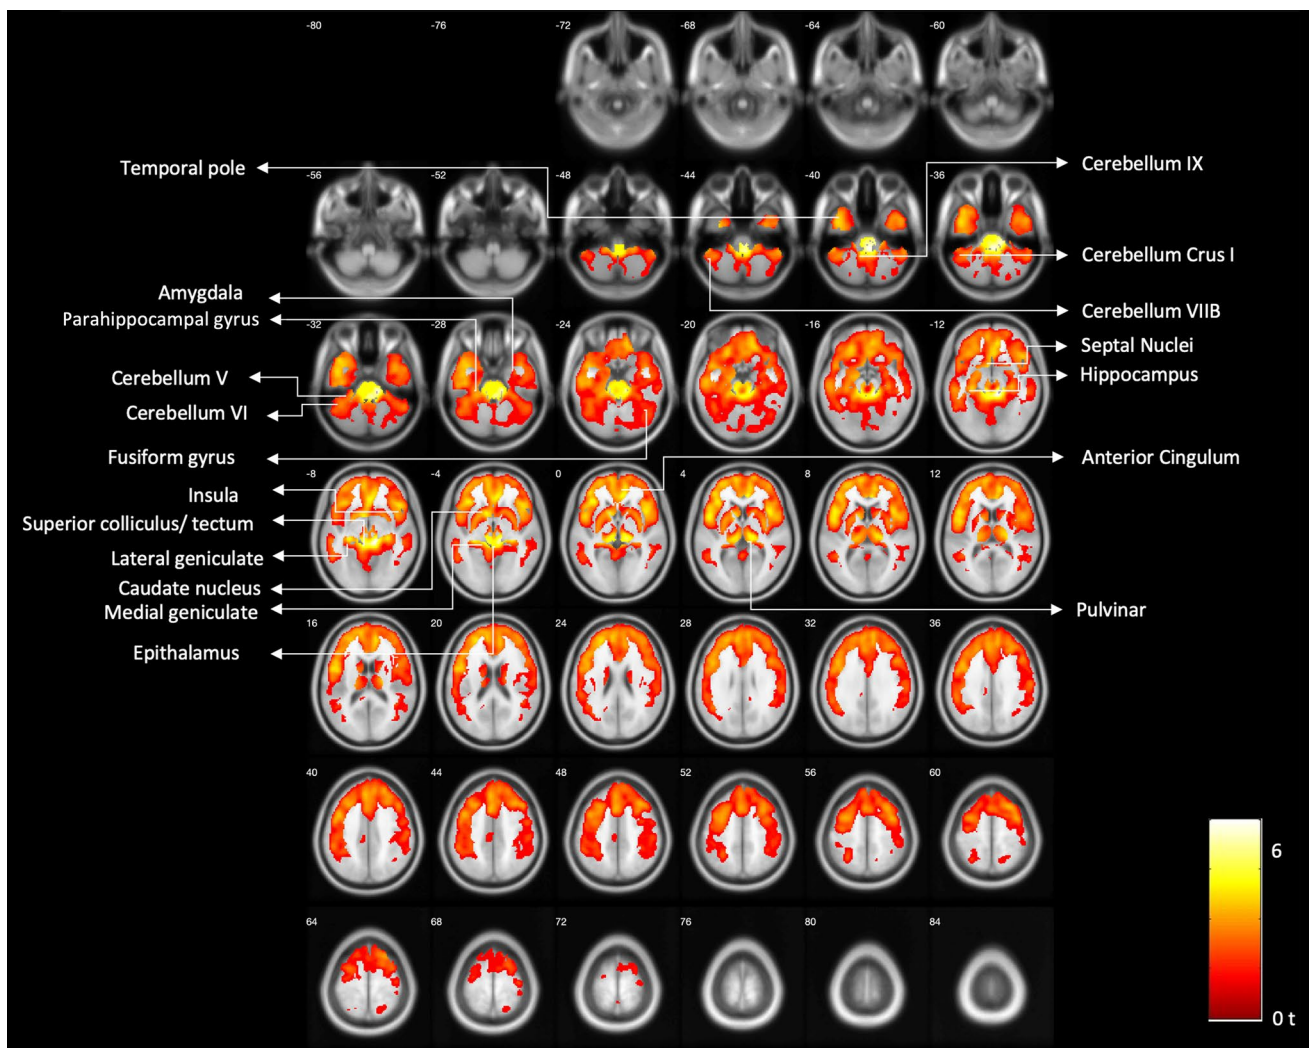 -80
-76
-72
-68
-64
-60
Temporal pole
Cerebellum IX
-56
-52
-48
-44
-40
-36
Cerebellum Crus I
Amygdala
Parahippocampal gyrus
Cerebellum VIIB
-32
-28
-24
-20
-16
-12
Septal Nuclei
Hippocampus
Cerebellum V
Cerebellum VI
Fusiform gyrus
Anterior Cingulum
-8
-4
0
4
8
12
Insula
Superior colliculus/ tectum
Lateral geniculate
Caudate nucleus
Medial geniculate
Pulvinar
16
20
24
28
32
36
Epithalamus
40
44
48
52
56
60
6
64
68
72
76
80
84
0 t